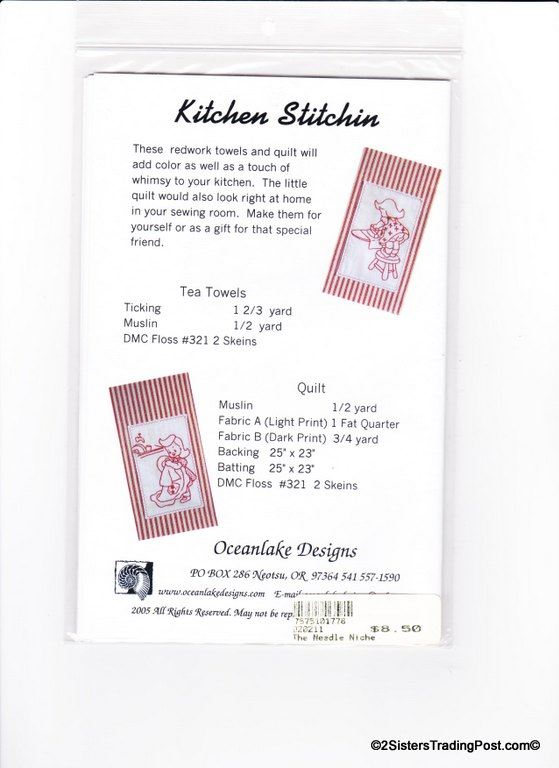 Kitchen Stitchin
These redwork towels and quilt will
add color as well as a touch of
whimsy to your kitchen. The little
quilt would also look right at home
in your sewing room. Make them for
yourself or as a gift for that special
friend.
Tea Towels
Ticking 1 2/3 yard
Muslin 1/2 yard
DMC Floss #321 2 Skeins
Quilt
Muslin 1/2 yard
Fabric A (Light Print) 1 Fat Quarter
Fabric B (Dark Print) 3/4 yard
Backing 25" x 23"
Batting 25" x 23"
DMC Floss #321 2 Skeins
Oceanlake Designs
PO BOX 286 Neotsu, OR 97364 541 557-1590
www.oceanlakedesigns.com
2005 All Rights Reserved. May not be
7875101778
020211 $8.50
The Needle Niche
©2SistersTradingPost.com